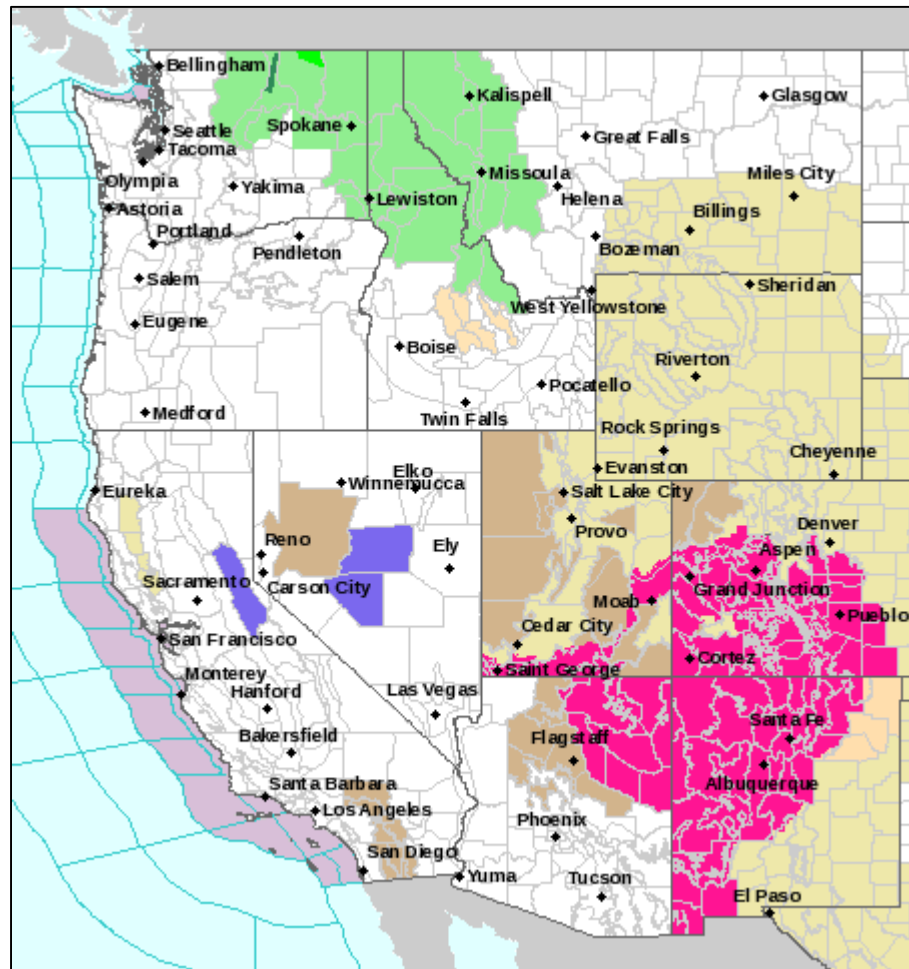 Bellingham
Kalispell
Glasgow
Seattle
Spokane
Great Falls
Tacoma
Olympia
Yakima
Missoula
Miles City
Lewiston
Helena
Astoria
Billings
Portland
Pendleton
Bozeman
Salem
Sheridan
West Yellowstone
Eugene
Boise
Riverton
Pocatello
Medford
Twin Falls
Rock Springs
Cheyenne
Elko
Evanston
Eureka
Winnemucca
Salt Lake City
Provo
Denver
Reno
Ely
Aspen
Sacramento
Carson City
Grand Junction
Moab
Pueblo
San Francisco
Cedar City
Cortez
Saint George
Monterey
Hanford
Las Vegas
Santa Fe
Bakersfield
Flagstaff
Albuquerque
Santa Barbara
Los Angeles
Phoenix
San Diego
Yuma
Tucson
El Paso